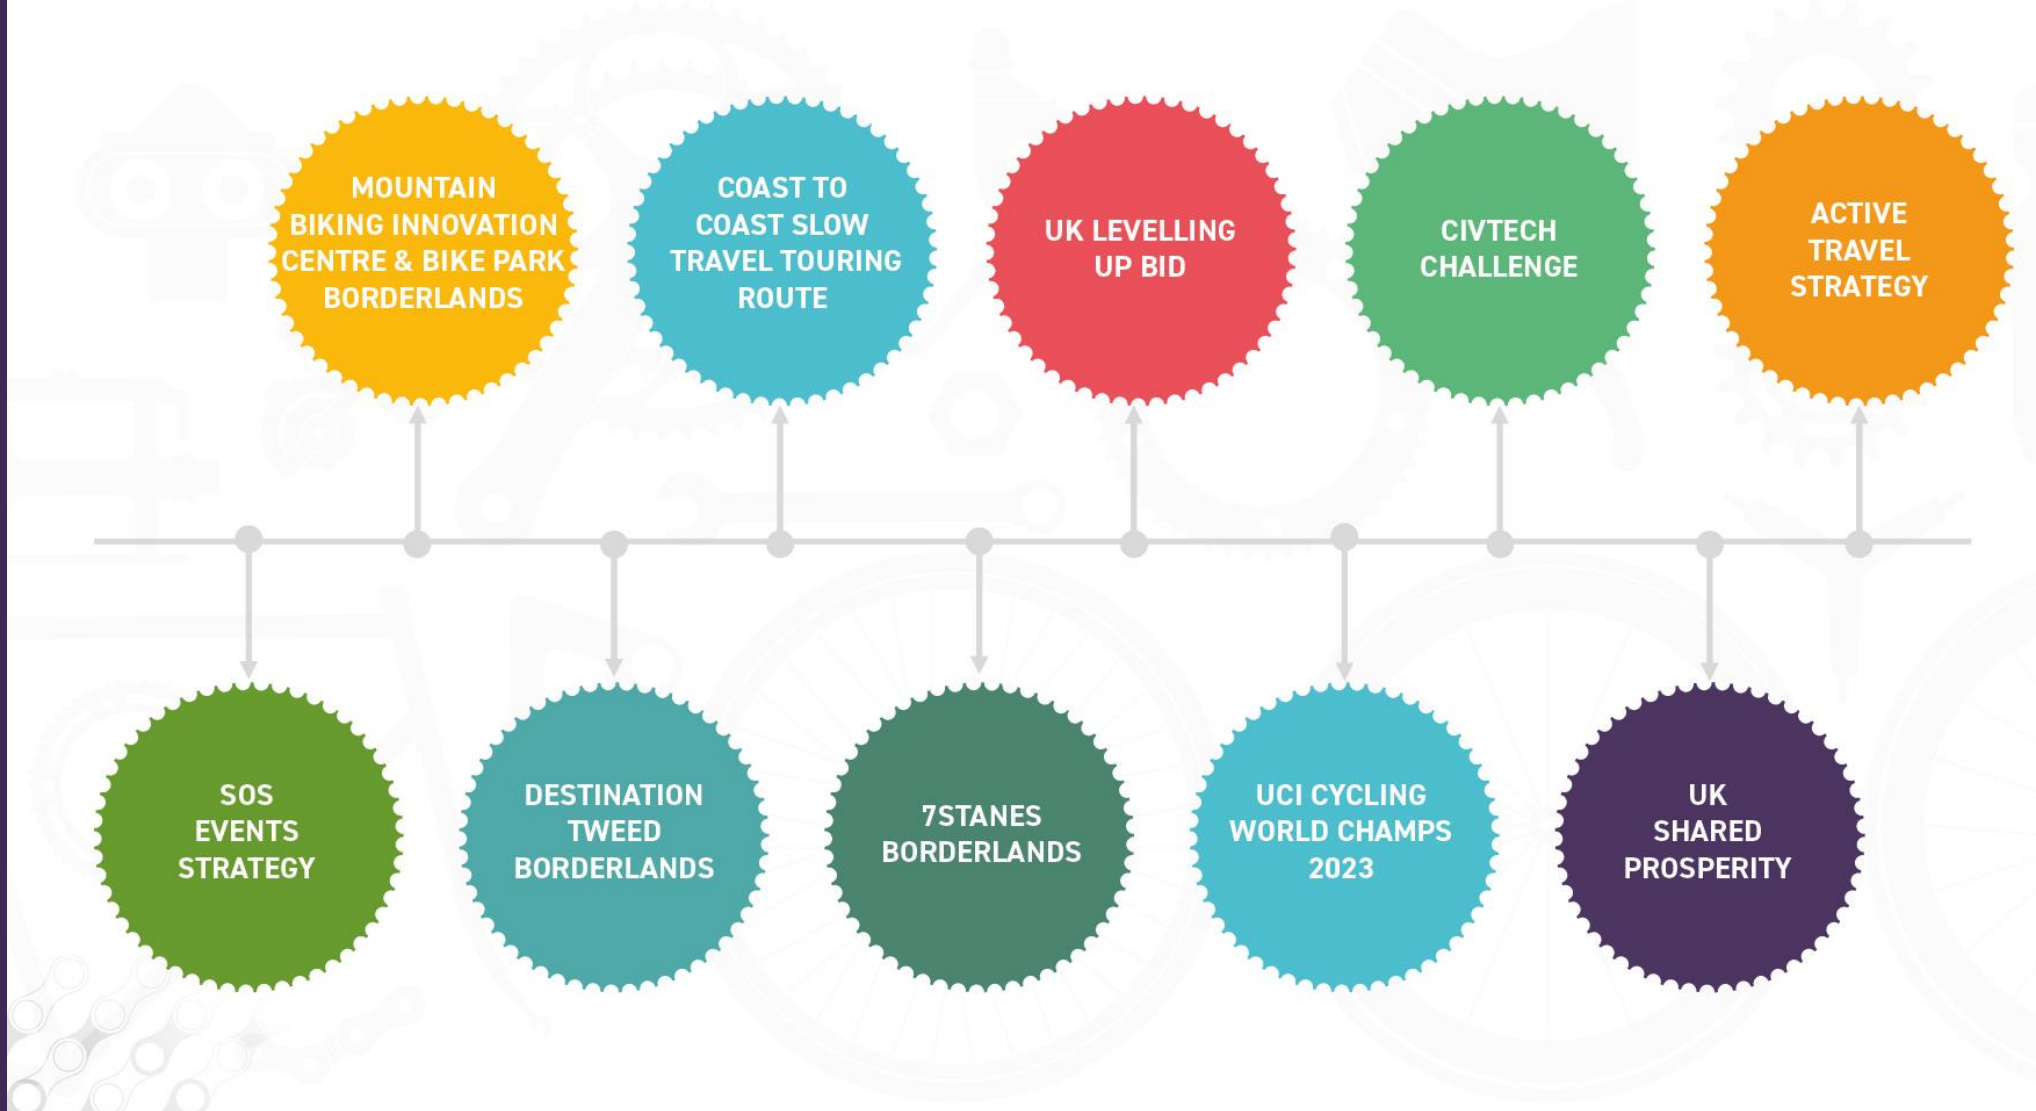 MOUNTAIN
BIKING INNOVATION
CENTRE & BIKE PARK
BORDERLANDS
COAST TO
COAST SLOW
TRAVEL TOURING
ROUTE
UK LEVELLING
UP BID
CIVTECH
CHALLENGE
ACTIVE
TRAVEL
STRATEGY
SOS
EVENTS
STRATEGY
DESTINATION
TWEED
BORDERLANDS
7STANES
BORDERLANDS
UCI CYCLING
WORLD CHAMPS
2023
UK
SHARED
PROSPERITY